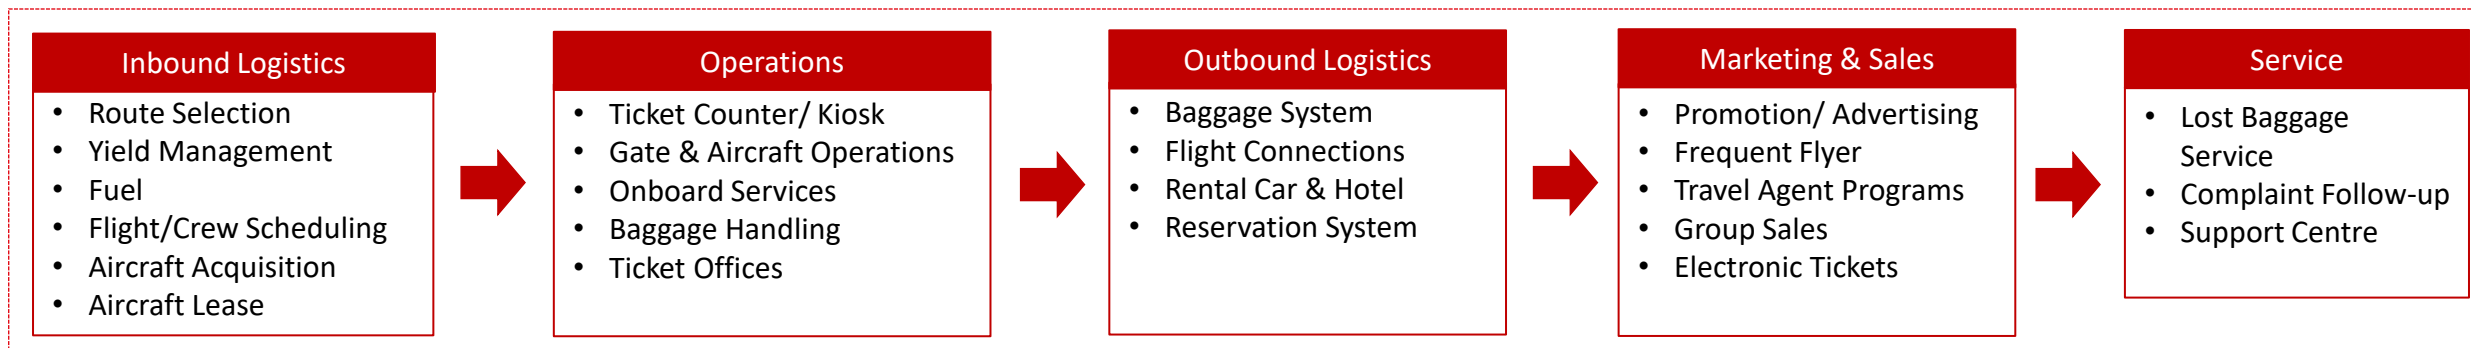 Inbound Logistics
• Route Selection
• Yield Management
• Fuel
• Flight/Crew Scheduling
• Aircraft Acquisition
• Aircraft Lease
Operations
• Ticket Counter/ Kiosk
• Gate & Aircraft Operations
• Onboard Services
• Baggage Handling
• Ticket Offices
Outbound Logistics
• Baggage System
• Flight Connections
• Rental Car & Hotel
• Reservation System
Marketing & Sales
• Promotion/ Advertising
• Frequent Flyer
• Travel Agent Programs
• Group Sales
• Electronic Tickets
Service
• Lost Baggage
Service
• Complaint Follow-up
• Support Centre